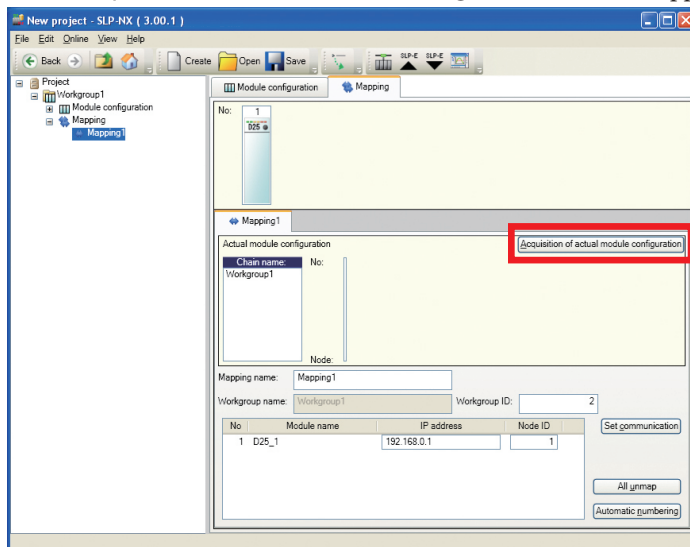 New project - SLP-NX ( 3.00.1 )
File Edit Online View Help
Back Create Open Save SLP-E SLP-E
Project
Workgroup1
Module configuration
Mapping
Mapping1
Module configuration Mapping
No: 1
D25
Mapping1
Actual module configuration Acquisition of actual module configuration
Chain name: No:
Workgroup1
Node:
Mapping name: Mapping1
Workgroup name: Workgroup1 Workgroup ID: 2
No Module name IP address Node ID Set communication
1 D25_1 192.168.0.1 1
All unmap
Automatic numbering